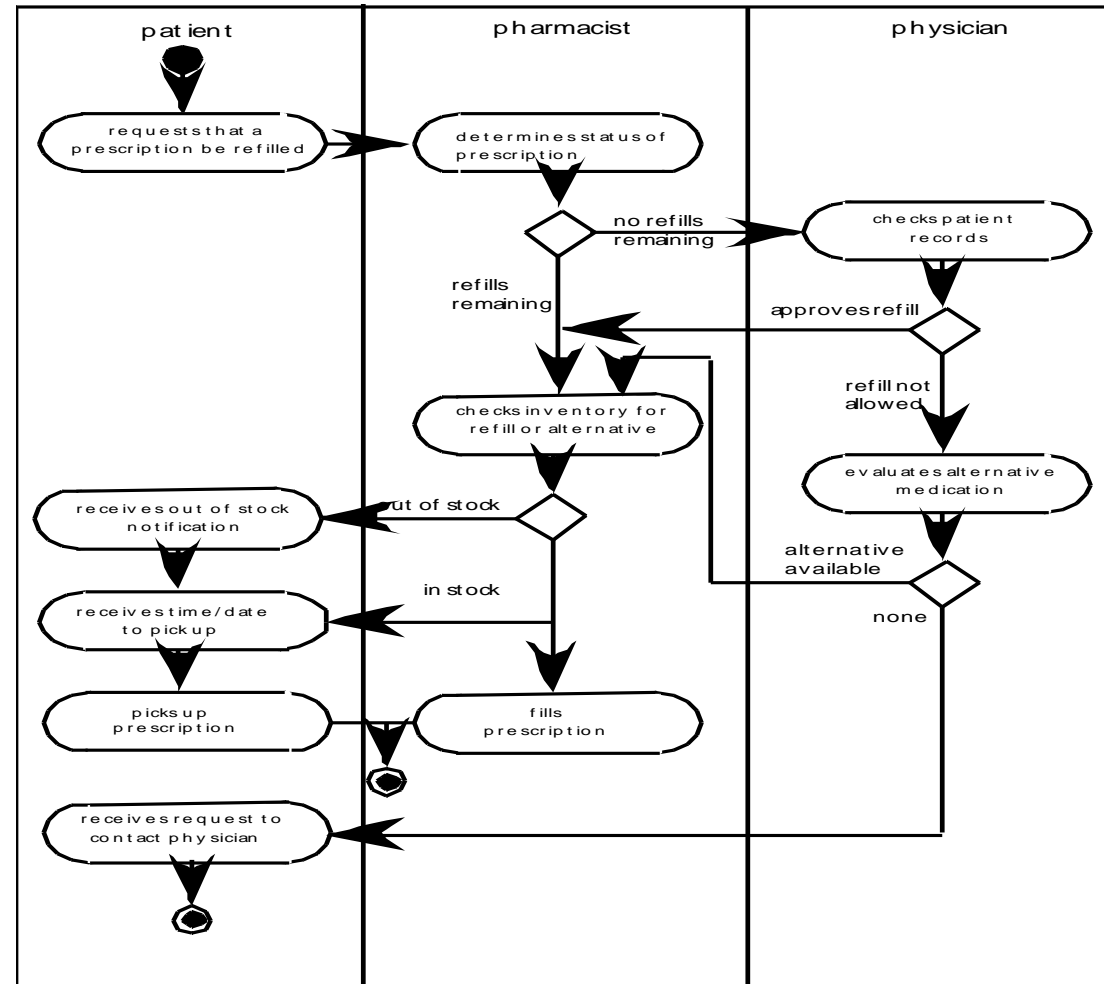 patient
pharmacist
physician
requests that a
prescription be refilled
determines status of
prescription
no refills
remaining
checks patient
records
refills
remaining
approves refill
refill not
allowed
checks inventory for
refill or alternative
evaluates alternative
medication
receives out of stock
notification
out of stock
alternative
available
in stock
none
receives time/date
to pickup
picks up
prescription
fills
prescription
receives request to
contact physician